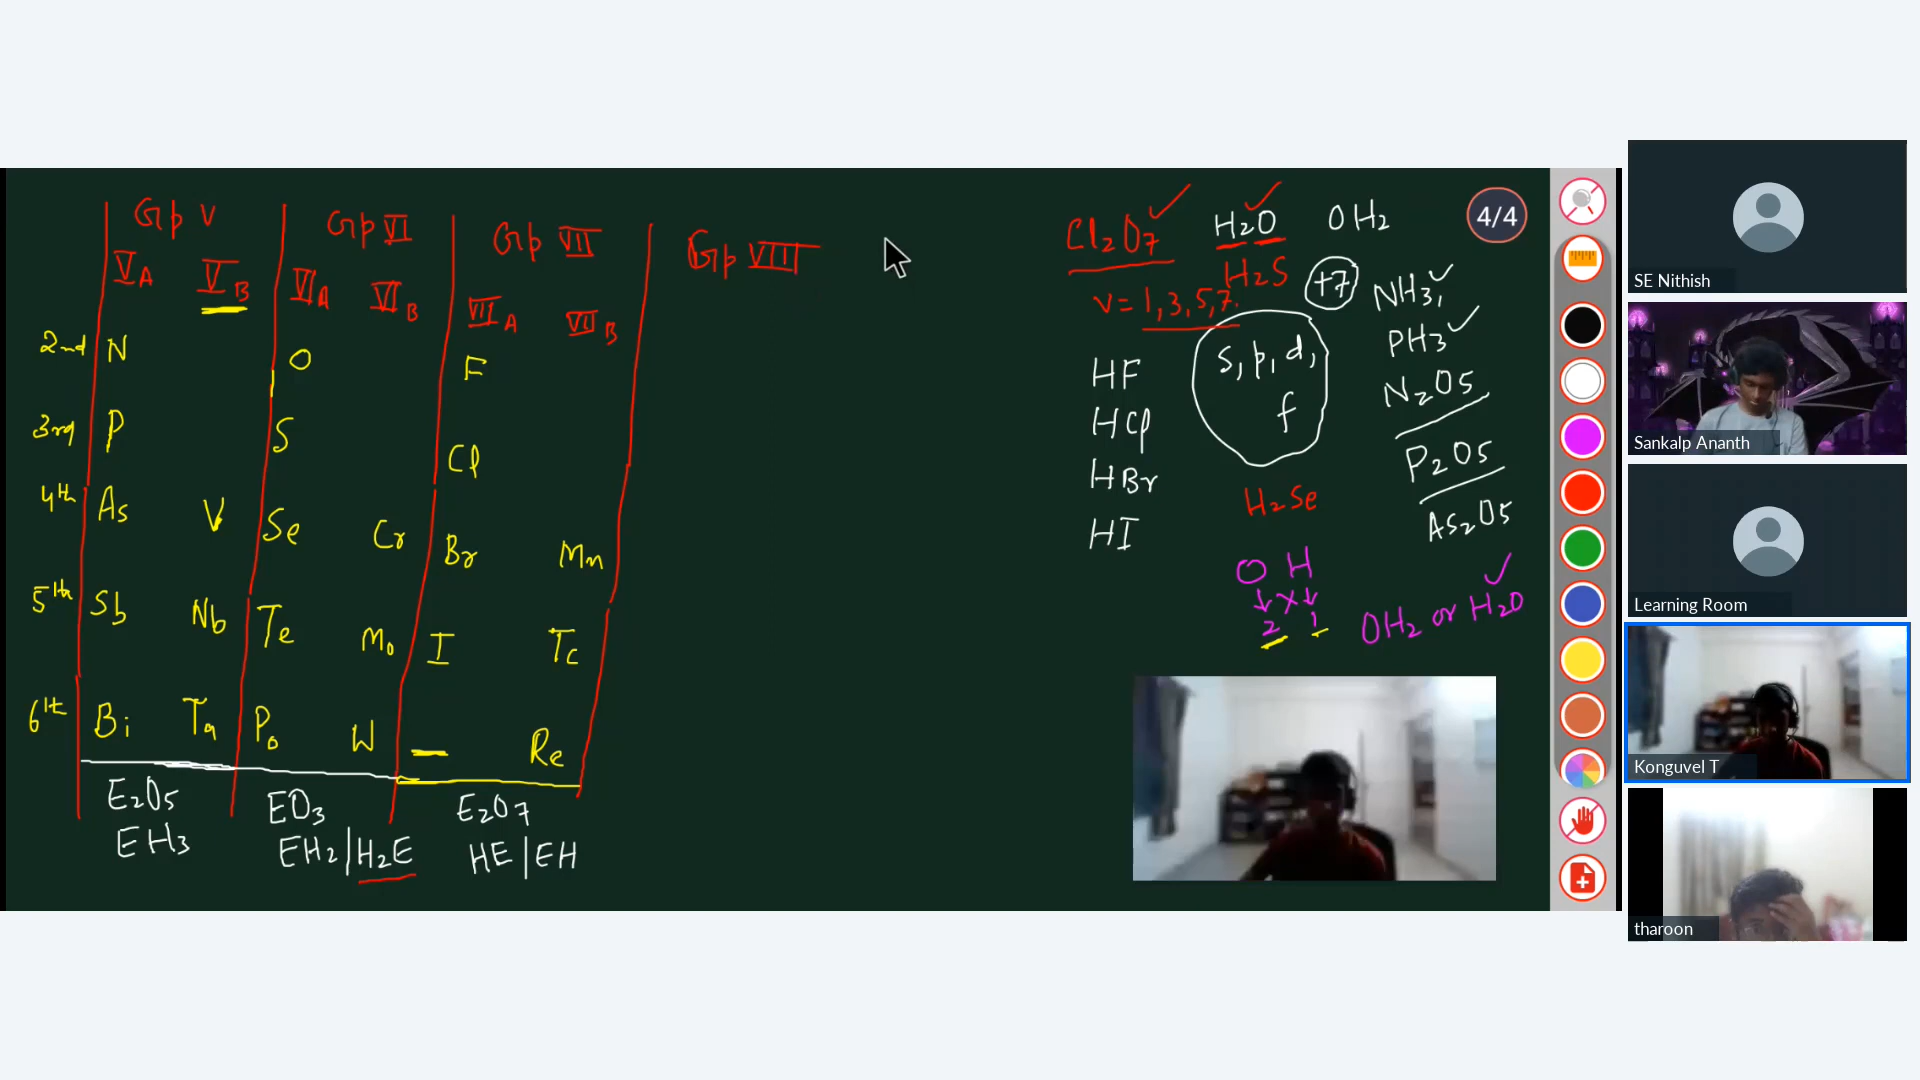 Gp V
Gp VI
Gp VII
Gp VIII
VA
VB
VIA
VIB
VIIA
VIIB
2nd N O F
3rd P S Cl
4th As V Se Cr Br Mn
5th Sb Nb Te Mo I Tc
6th Bi Ta Po W — Re
E2O5
EH3
EO3
EH2|H2E
E2O7
HE|EH
Cl2O7 ✓
H2O ✓
OH2
H2S
v = 1,3,5,7.
+7
NH3, ✓
PH3 ✓
N2O5
P2O5
As2O5
HF
HCl
HBr
HI
s, p, d,
f
H2Se
O H
2 1
OH2 or H2O ✓
4/4
SE Nithish
Sankalp Ananth
Learning Room
Konguvel T
tharoon